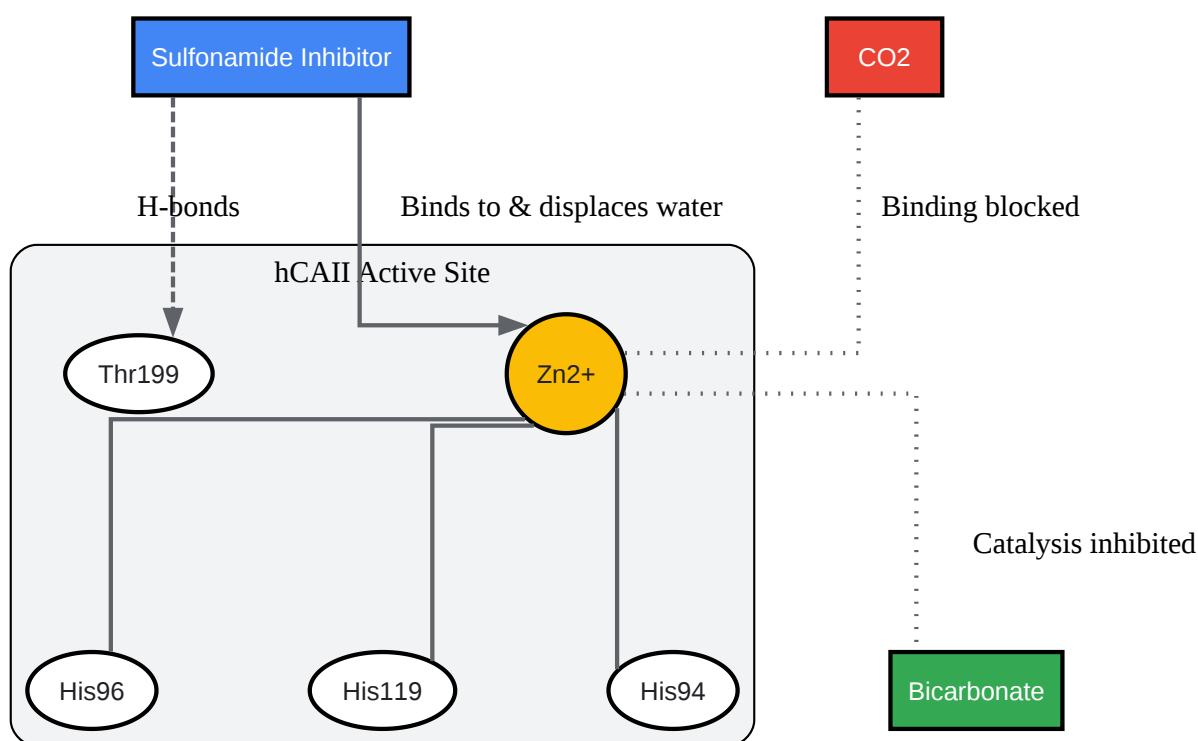 Sulfonamide Inhibitor
CO2
H-bonds
Binds to & displaces water
Binding blocked
hCAII Active Site
Thr199
Zn2+
Catalysis inhibited
His96
His119
His94
Bicarbonate